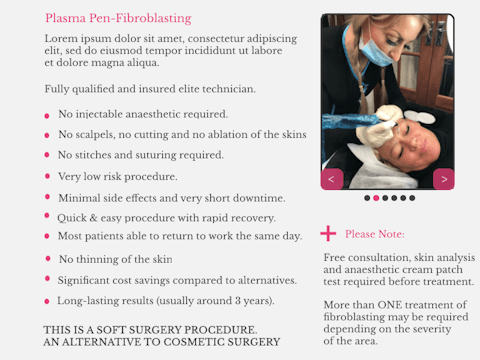 Plasma Pen-Fibroblasting
Lorem ipsum dolor sit amet, consectetur adipiscing
elit, sed do eiusmod tempor incididunt ut labore
et dolore magna aliqua.
Fully qualified and insured elite technician.
No injectable anaesthetic required.
No scalpels, no cutting and no ablation of the skins
No stitches and suturing required.
Very low risk procedure.
Minimal side effects and very short downtime.
Quick & easy procedure with rapid recovery.
Most patients able to return to work the same day.
No thinning of the skin
Significant cost savings compared to alternatives.
Long-lasting results (usually around 3 years).
THIS IS A SOFT SURGERY PROCEDURE.
AN ALTERNATIVE TO COSMETIC SURGERY
< >
Please Note:
Free consultation, skin analysis
and anaesthetic cream patch
test required before treatment.
More than ONE treatment of
fibroblasting may be required
depending on the severity
of the area.